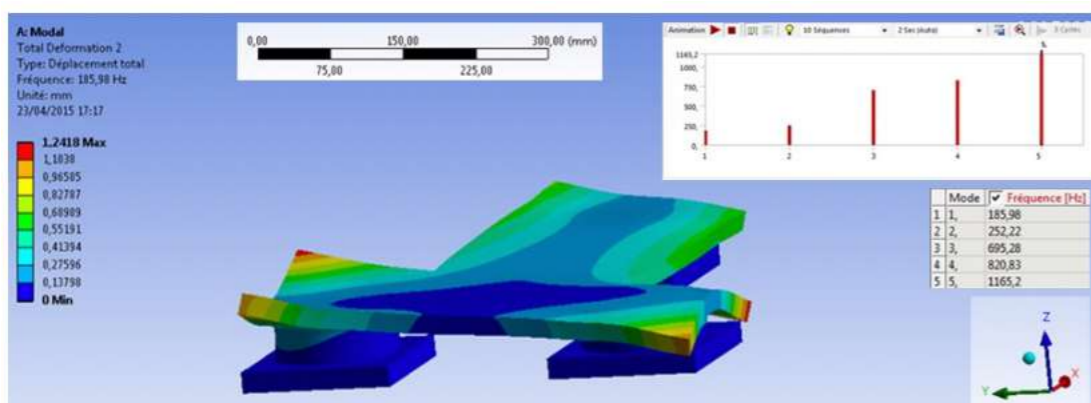 A: Modal
Total Deformation 2
Type: Déplacement total
Fréquence: 185,98 Hz
Unité: mm
23/04/2015 17:17
1,2418 Max
1,1038
0,96585
0,82787
0,68989
0,55191
0,41394
0,27596
0,13798
0 Min
0,00 150,00 300,00 (mm)
75,00 225,00
Animation 10 Séquences 2 Sec (Auto) 3 Cycles
1165,2
1000,
750,
500,
250,
0,
1 2 3 4 5
5,
Mode Fréquence [Hz]
1 1, 185,98
2 2, 252,22
3 3, 695,28
4 4, 820,83
5 5, 1165,2
Z
Y
X